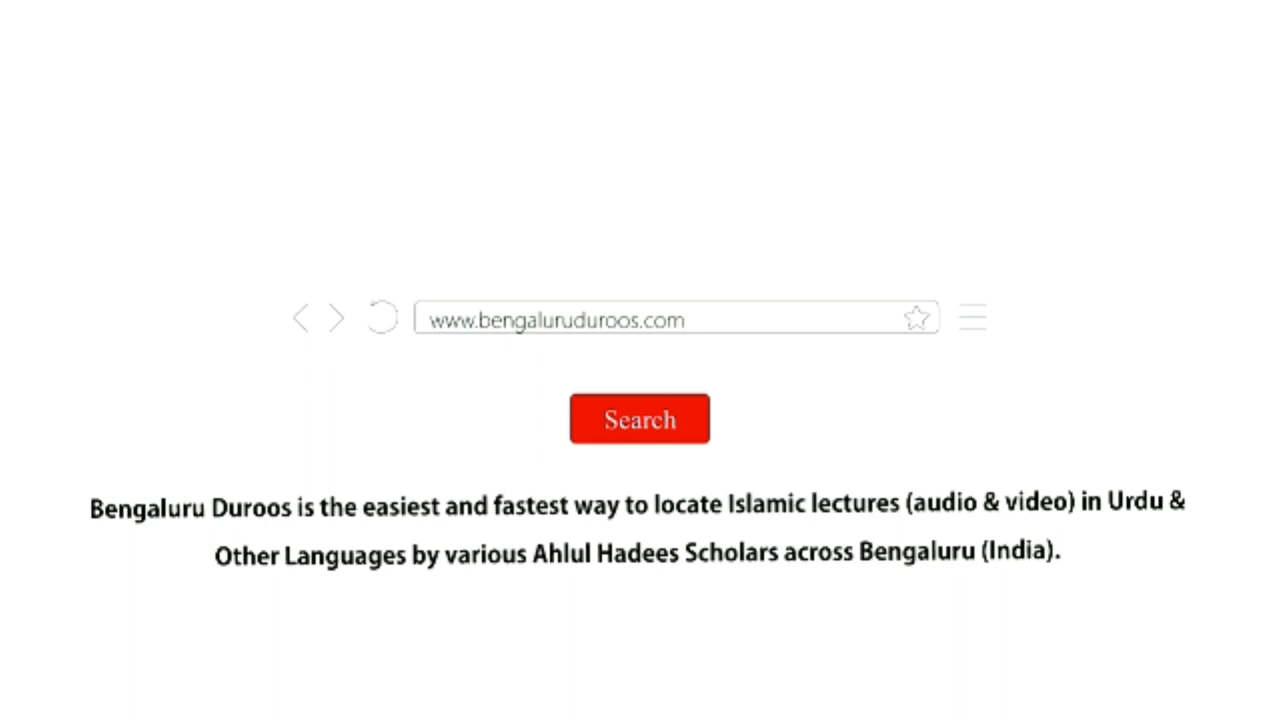 www.bengaluruduroos.com
Search
Bengaluru Duroos is the easiest and fastest way to locate Islamic lectures (audio & video) in Urdu &
Other Languages by various Ahlul Hadees Scholars across Bengaluru (India).